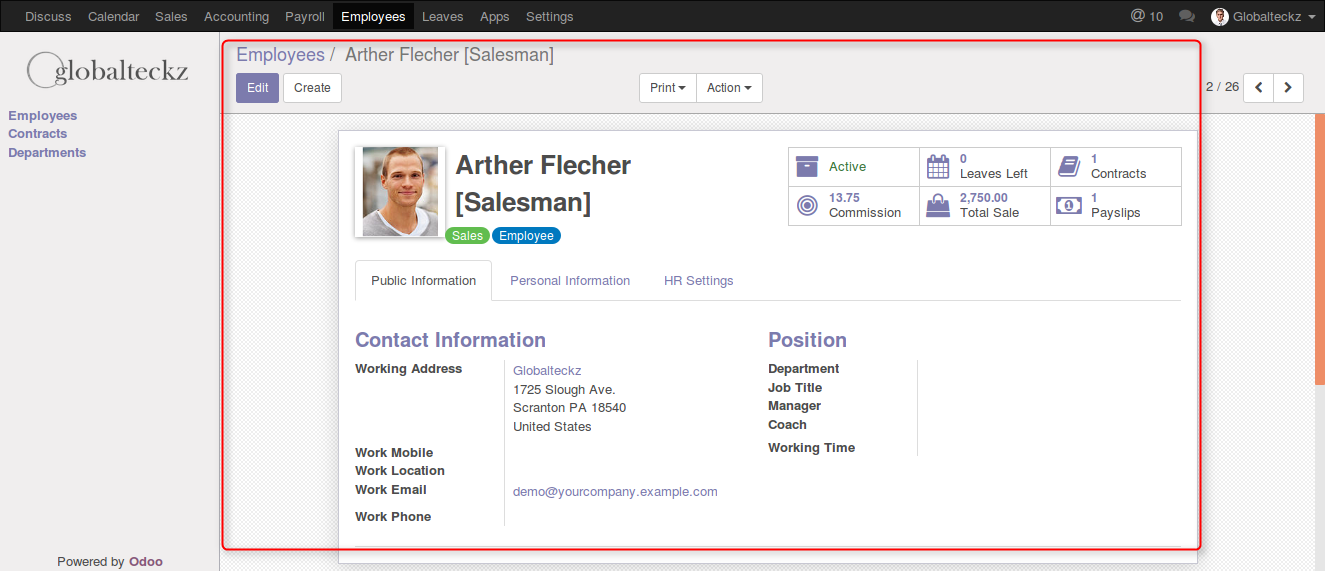 Discuss Calendar Sales Accounting Payroll Employees Leaves Apps Settings @ 10 Globalteckz
globalteckz
Employees
Contracts
Departments
Powered by Odoo
Employees / Arther Flecher [Salesman]
Edit Create Print Action 2 / 26
Arther Flecher
[Salesman]
Sales Employee
Active
0
Leaves Left
1
Contracts
13.75
Commission
2,750.00
Total Sale
1
Payslips
Public Information Personal Information HR Settings
Contact Information
Working Address Globalteckz
1725 Slough Ave.
Scranton PA 18540
United States
Work Mobile
Work Location
Work Email demo@yourcompany.example.com
Work Phone
Position
Department
Job Title
Manager
Coach
Working Time